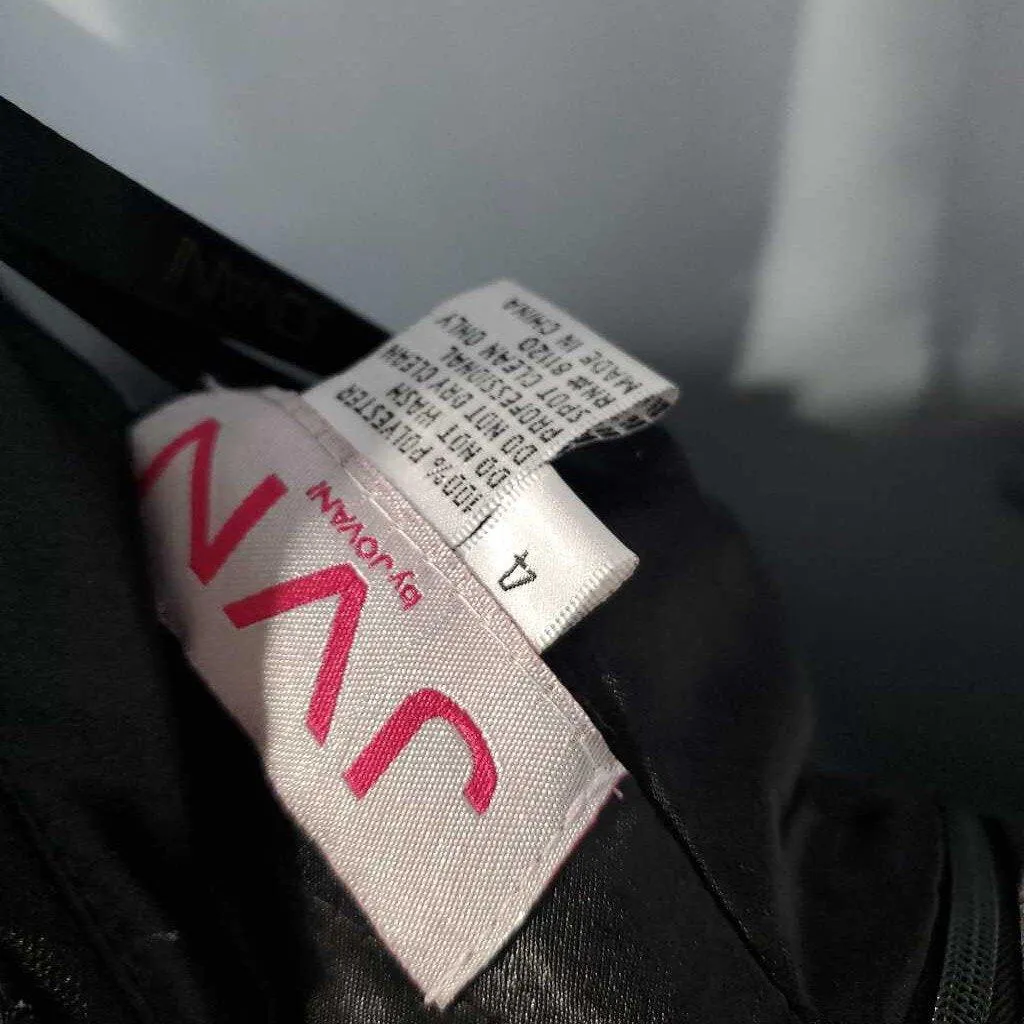 JVN
by JOVANI
4
100% POLYESTER
DO NOT WASH
DO NOT DRY CLEAN
PROFESSIONAL
SPOT CLEAN ONLY
RN# 81120
MADE IN CHINA